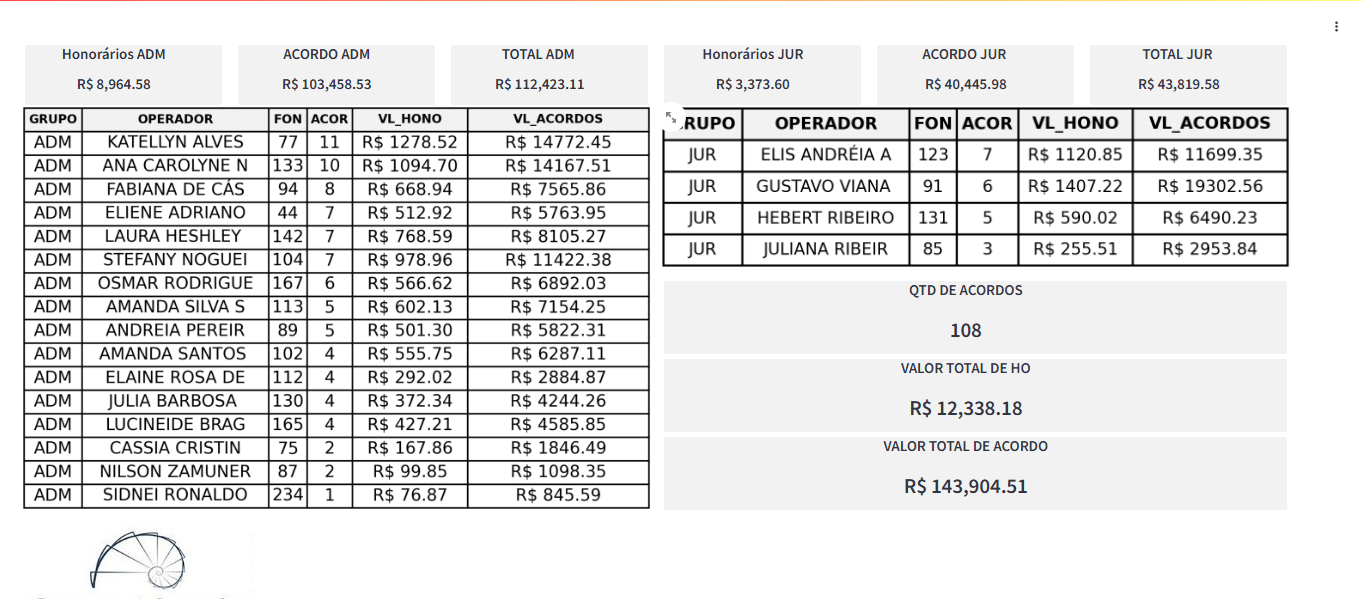 Honorários ADM
R$ 8,964.58
ACORDO ADM
R$ 103,458.53
TOTAL ADM
R$ 112,423.11
Honorários JUR
R$ 3,373.60
ACORDO JUR
R$ 40,445.98
TOTAL JUR
R$ 43,819.58
GRUPO OPERADOR FON ACOR VL_HONO VL_ACORDOS
ADM KATELLYN ALVES 77 11 R$ 1278.52 R$ 14772.45
ADM ANA CAROLYNE N 133 10 R$ 1094.70 R$ 14167.51
ADM FABIANA DE CÁS 94 8 R$ 668.94 R$ 7565.86
ADM ELIENE ADRIANO 44 7 R$ 512.92 R$ 5763.95
ADM LAURA HESHLEY 142 7 R$ 768.59 R$ 8105.27
ADM STEFANY NOGUEI 104 7 R$ 978.96 R$ 11422.38
ADM OSMAR RODRIGUE 167 6 R$ 566.62 R$ 6892.03
ADM AMANDA SILVA S 113 5 R$ 602.13 R$ 7154.25
ADM ANDREIA PEREIR 89 5 R$ 501.30 R$ 5822.31
ADM AMANDA SANTOS 102 4 R$ 555.75 R$ 6287.11
ADM ELAINE ROSA DE 112 4 R$ 292.02 R$ 2884.87
ADM JULIA BARBOSA 130 4 R$ 372.34 R$ 4244.26
ADM LUCINEIDE BRAG 165 4 R$ 427.21 R$ 4585.85
ADM CASSIA CRISTIN 75 2 R$ 167.86 R$ 1846.49
ADM NILSON ZAMUNER 87 2 R$ 99.85 R$ 1098.35
ADM SIDNEI RONALDO 234 1 R$ 76.87 R$ 845.59
RUPO OPERADOR FON ACOR VL_HONO VL_ACORDOS
JUR ELIS ANDRÉIA A 123 7 R$ 1120.85 R$ 11699.35
JUR GUSTAVO VIANA 91 6 R$ 1407.22 R$ 19302.56
JUR HEBERT RIBEIRO 131 5 R$ 590.02 R$ 6490.23
JUR JULIANA RIBEIR 85 3 R$ 255.51 R$ 2953.84
QTD DE ACORDOS
108
VALOR TOTAL DE HO
R$ 12,338.18
VALOR TOTAL DE ACORDO
R$ 143,904.51